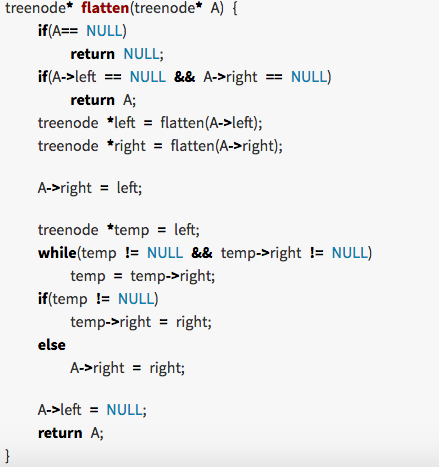 treenode* flatten(treenode* A) {
if(A== NULL)
return NULL;
if(A->left == NULL && A->right == NULL)
return A;
treenode *left = flatten(A->left);
treenode *right = flatten(A->right);
A->right = left;
treenode *temp = left;
while(temp != NULL && temp->right != NULL)
temp = temp->right;
if(temp != NULL)
temp->right = right;
else
A->right = right;
A->left = NULL;
return A;
}